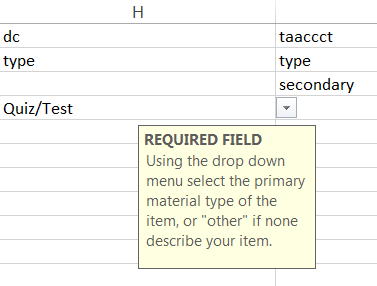 H
dc taaccct
type type
secondary
Quiz/Test
REQUIRED FIELD
Using the drop down
menu select the primary
material type of the
item, or "other" if none
describe your item.